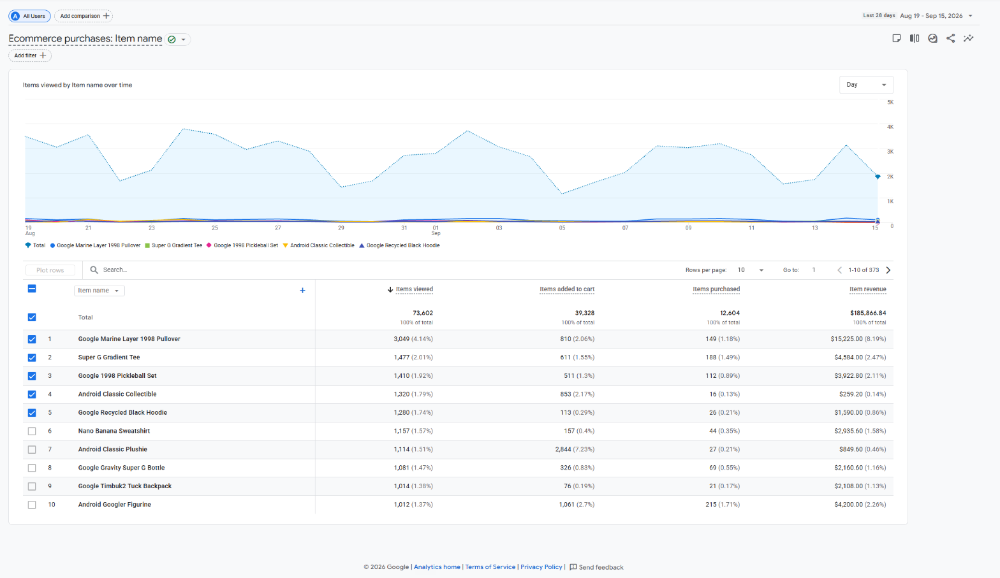 A All Users Add comparison + Last 28 days Aug 19 - Sep 15, 2026
Ecommerce purchases: Item name
Add filter +
Items viewed by Item name over time Day
5K
4K
3K
2K
1K
0
19 21 23 25 27 29 31 01 03 05 07 09 11 13 15
Aug Sep
Total Google Marine Layer 1998 Pullover Super G Gradient Tee Google 1998 Pickleball Set Android Classic Collectible Google Recycled Black Hoodie
Plot rows Search... Rows per page: 10 Go to: 1 1-10 of 373
Item name + Items viewed Items added to cart Items purchased Item revenue
Total 73,602 39,328 12,604 $185,866.84
100% of total 100% of total 100% of total 100% of total
1 Google Marine Layer 1998 Pullover 3,049 (4.14%) 810 (2.06%) 149 (1.18%) $15,225.00 (8.19%)
2 Super G Gradient Tee 1,477 (2.01%) 611 (1.55%) 188 (1.49%) $4,584.00 (2.47%)
3 Google 1998 Pickleball Set 1,410 (1.92%) 511 (1.3%) 112 (0.89%) $3,922.80 (2.11%)
4 Android Classic Collectible 1,320 (1.79%) 853 (2.17%) 16 (0.13%) $259.20 (0.14%)
5 Google Recycled Black Hoodie 1,280 (1.74%) 113 (0.29%) 26 (0.21%) $1,590.00 (0.86%)
6 Nano Banana Sweatshirt 1,157 (1.57%) 157 (0.4%) 44 (0.35%) $2,935.60 (1.58%)
7 Android Classic Plushie 1,114 (1.51%) 2,844 (7.23%) 27 (0.21%) $849.60 (0.46%)
8 Google Gravity Super G Bottle 1,081 (1.47%) 326 (0.83%) 69 (0.55%) $2,160.60 (1.16%)
9 Google Timbuk2 Tuck Backpack 1,014 (1.38%) 76 (0.19%) 21 (0.17%) $2,108.00 (1.13%)
10 Android Googler Figurine 1,012 (1.37%) 1,061 (2.7%) 215 (1.71%) $4,200.00 (2.26%)
© 2026 Google | Analytics home | Terms of Service | Privacy Policy | Send feedback